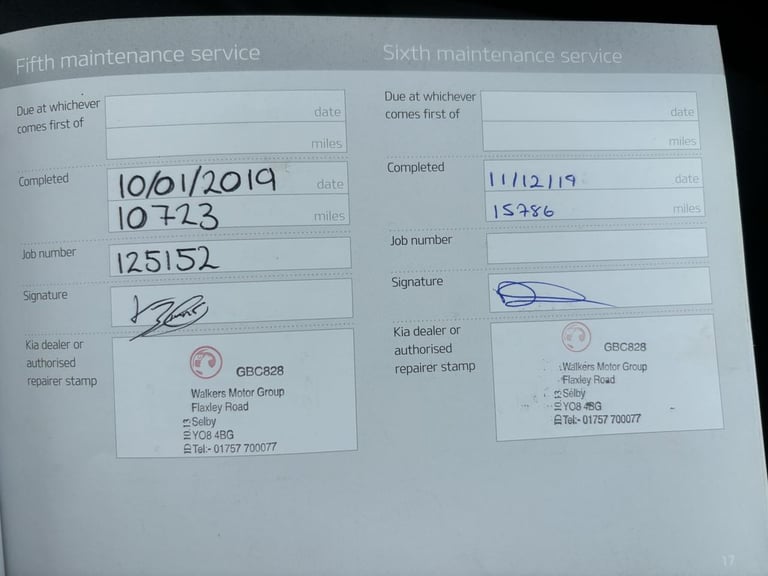 Fifth maintenance service
Due at whichever
comes first of
date
miles
Completed
10/01/2019 date
10723 miles
Job number
125152
Signature
Kia dealer or
authorised
repairer stamp
GBC828
Walkers Motor Group
Flaxley Road
Selby
YO8 4BG
Tel:- 01757 700077
Sixth maintenance service
Due at whichever
comes first of
date
miles
Completed
11/12/19 date
15786 miles
Job number
Signature
Kia dealer or
authorised
repairer stamp
GBC828
Walkers Motor Group
Flaxley Road
Selby
YO8 4BG
Tel:- 01757 700077
17